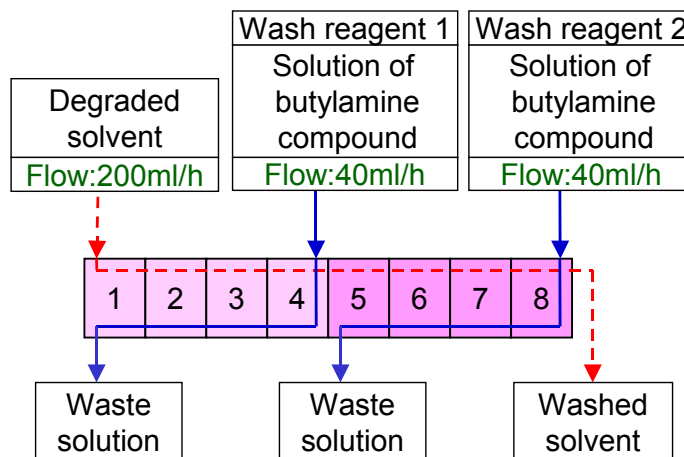 Wash reagent 1
Solution of
butylamine
compound
Flow:40ml/h
Wash reagent 2
Solution of
butylamine
compound
Flow:40ml/h
Degraded
solvent
Flow:200ml/h
1 2 3 4 5 6 7 8
Waste
solution
Waste
solution
Washed
solvent